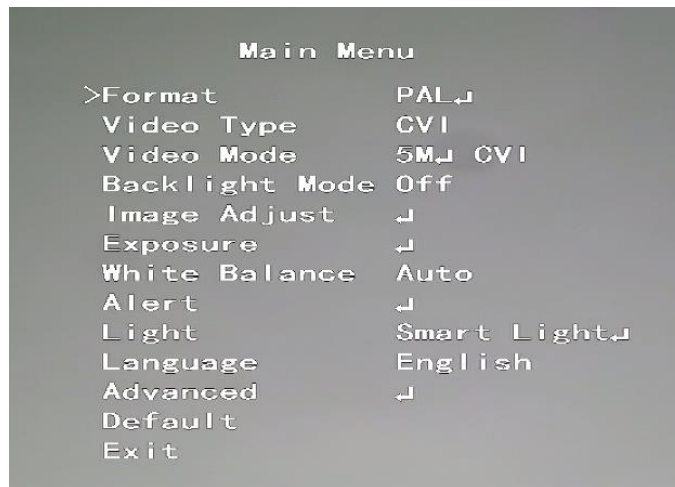 Main Menu
>Format PAL↵
Video Type CVI
Video Mode 5M↵ CVI
Backlight Mode Off
Image Adjust ↵
Exposure ↵
White Balance Auto
Alert ↵
Light Smart Light↵
Language English
Advanced ↵
Default
Exit